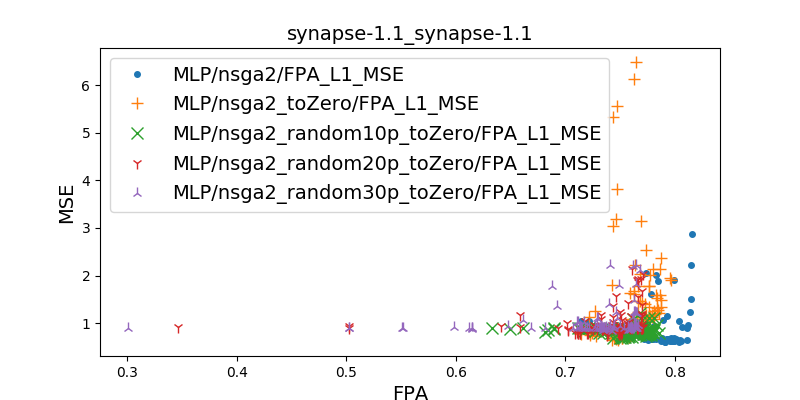 synapse-1.1_synapse-1.1
MLP/nsga2/FPA_L1_MSE
MLP/nsga2_toZero/FPA_L1_MSE
MLP/nsga2_random10p_toZero/FPA_L1_MSE
MLP/nsga2_random20p_toZero/FPA_L1_MSE
MLP/nsga2_random30p_toZero/FPA_L1_MSE
MSE
6
5
4
3
2
1
0.3 0.4 0.5 0.6 0.7 0.8
FPA